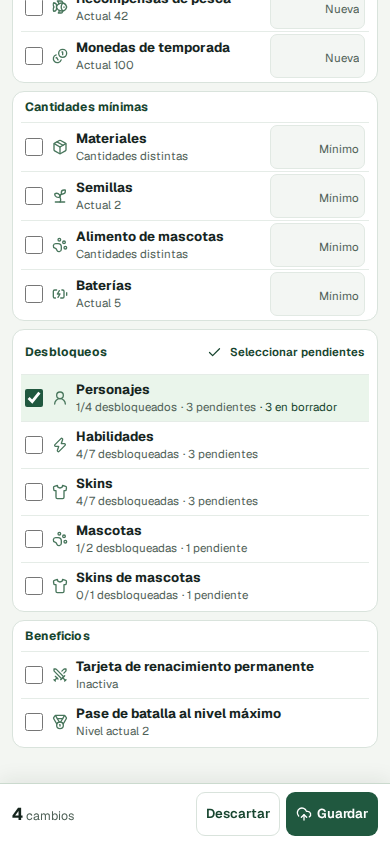 Recompensas de pesca
Actual 42
Nueva
Monedas de temporada
Actual 100
Nueva
Cantidades mínimas
Materiales
Cantidades distintas
Mínimo
Semillas
Actual 2
Mínimo
Alimento de mascotas
Cantidades distintas
Mínimo
Baterías
Actual 5
Mínimo
Desbloqueos
Seleccionar pendientes
Personajes
1/4 desbloqueados · 3 pendientes · 3 en borrador
Habilidades
4/7 desbloqueados · 3 pendientes
Skins
4/7 desbloqueados · 3 pendientes
Mascotas
1/2 desbloqueados · 1 pendiente
Skins de mascotas
0/1 desbloqueados · 1 pendiente
Beneficios
Tarjeta de renacimiento permanente
Inactiva
Pase de batalla al nivel máximo
Nivel actual 2
4 cambios
Descartar
Guardar